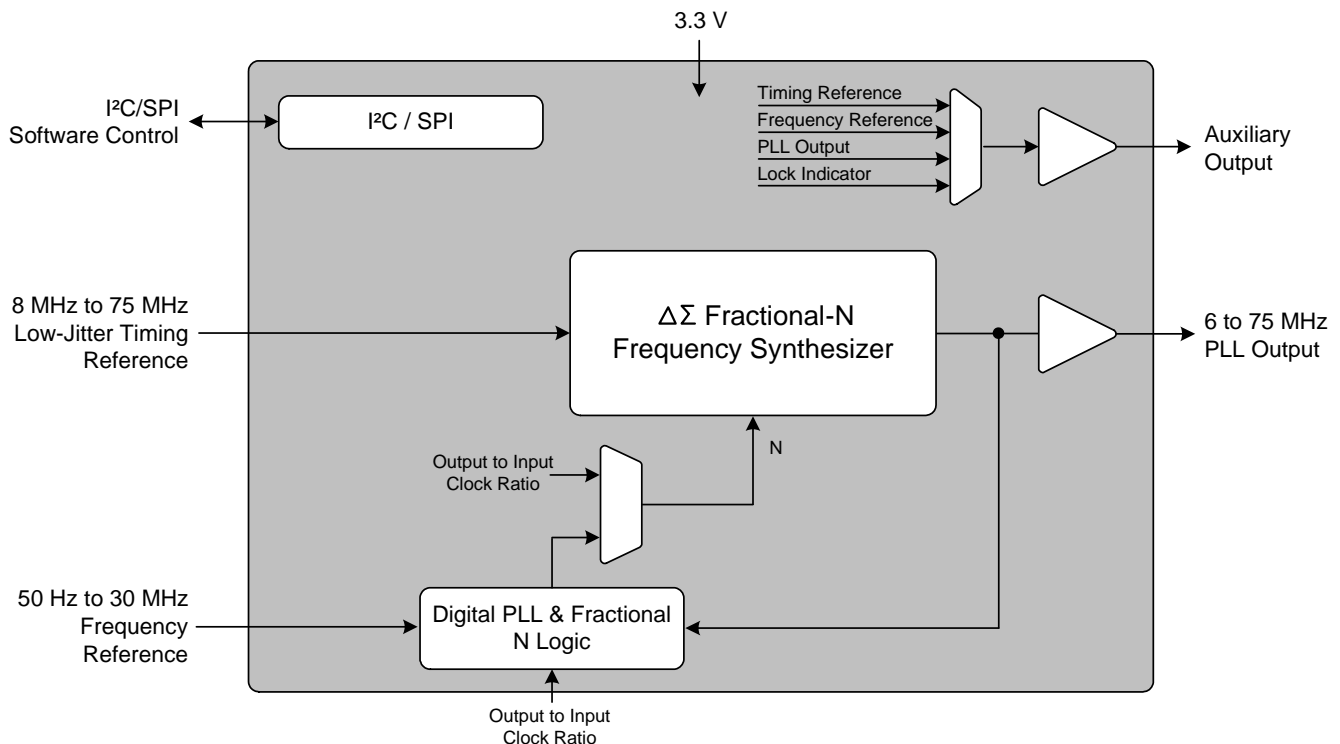 3.3 V
I²C/SPI
Software Control
I²C / SPI
Timing Reference
Frequency Reference
PLL Output
Lock Indicator
Auxiliary
Output
8 MHz to 75 MHz
Low-Jitter Timing
Reference
ΔΣ Fractional-N
Frequency Synthesizer
6 to 75 MHz
PLL Output
N
Output to Input
Clock Ratio
50 Hz to 30 MHz
Frequency
Reference
Digital PLL & Fractional
N Logic
Output to Input
Clock Ratio